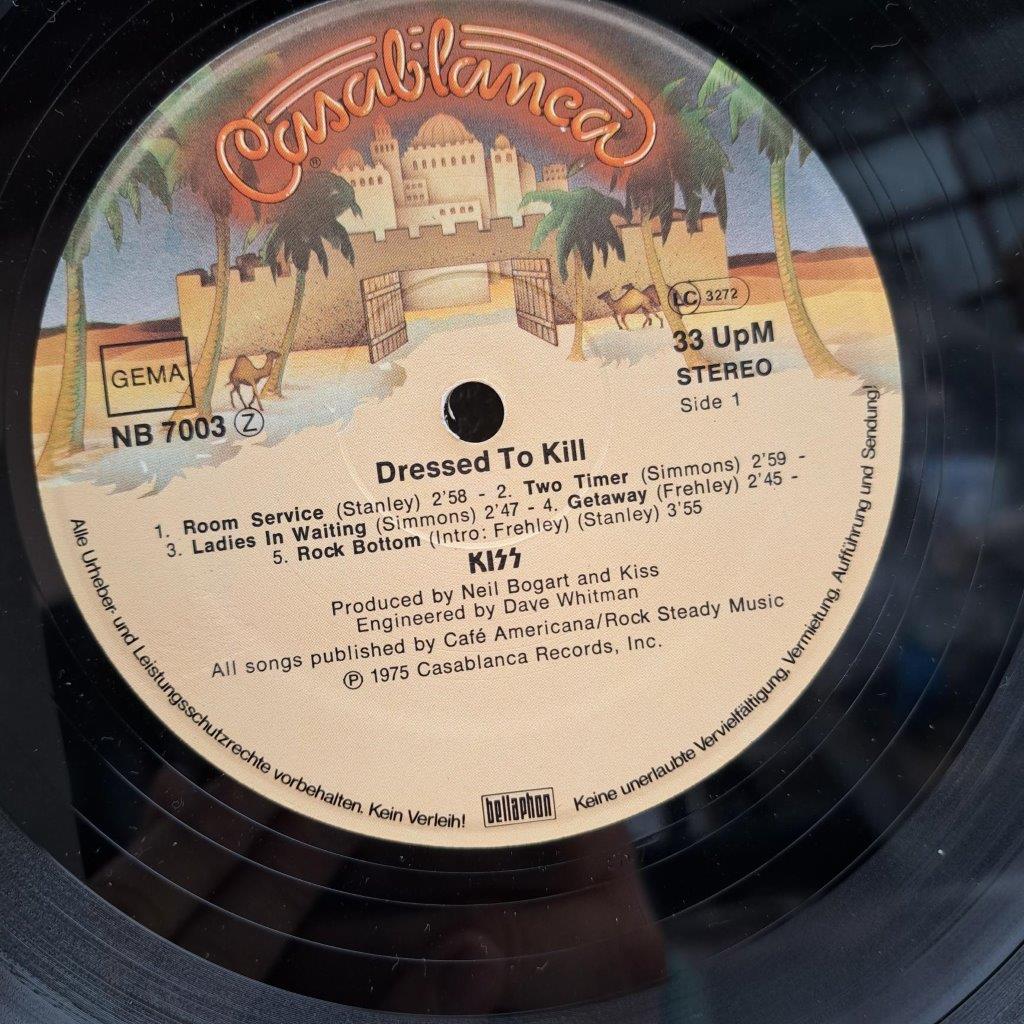 Casablanca
®
LC 3272
33 UpM
STEREO
Side 1
GEMA
NB 7003 Z
Dressed To Kill
1. Room Service (Stanley) 2'58 - 2. Two Timer (Simmons) 2'59 -
3. Ladies In Waiting (Simmons) 2'47 - 4. Getaway (Frehley) 2'45 -
5. Rock Bottom (Intro: Frehley) (Stanley) 3'55
KISS
Produced by Neil Bogart and Kiss
Engineered by Dave Whitman
All songs published by Café Americana/Rock Steady Music
Ⓟ 1975 Casablanca Records, Inc.
Alle Urheber- und Leistungsschutzrechte vorbehalten. Kein Verleih!
bellaphon
Keine unerlaubte Vervielfältigung, Vermietung, Aufführung und Sendung!